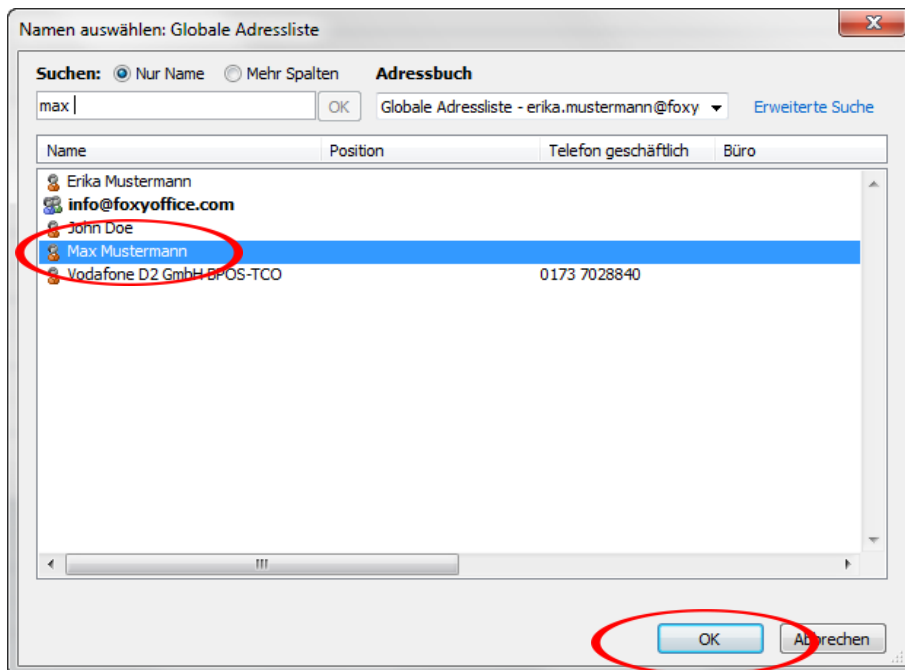 Namen auswählen: Globale Adressliste
Suchen: Nur Name Mehr Spalten Adressbuch
max OK Globale Adressliste - erika.mustermann@foxy Erweiterte Suche
Name Position Telefon geschäftlich Büro
Erika Mustermann
info@foxyoffice.com
John Doe
Max Mustermann
Vodafone D2 GmbH BPOS-TCO 0173 7028840
OK Abbrechen